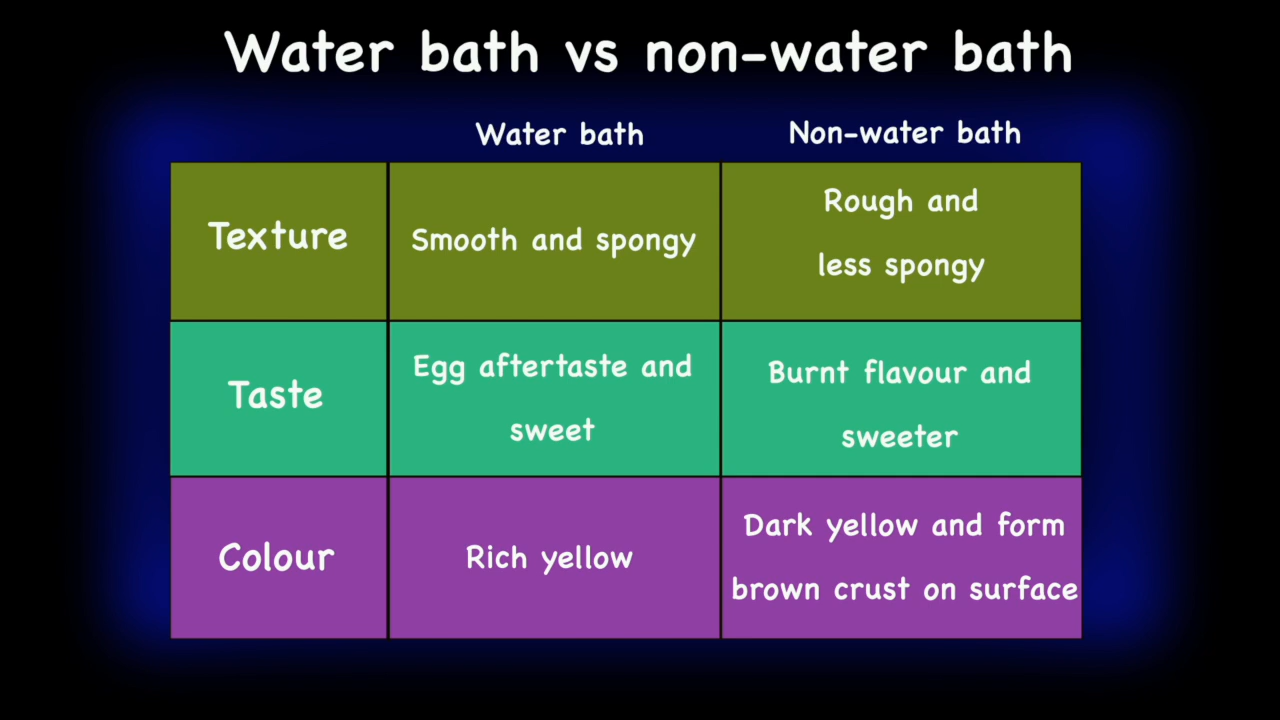 Water bath vs non-water bath
Water bath
Non-water bath
Texture
Smooth and spongy
Rough and
less spongy
Taste
Egg aftertaste and
sweet
Burnt flavour and
sweeter
Colour
Rich yellow
Dark yellow and form
brown crust on surface